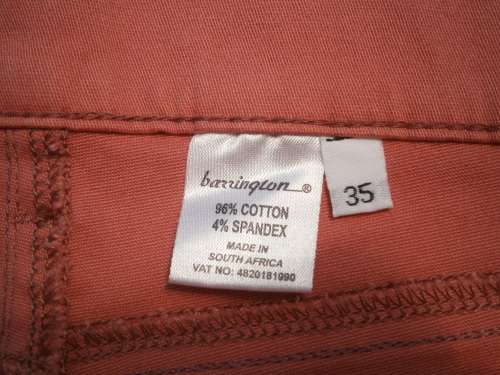 barrington®
96% COTTON
4% SPANDEX
MADE IN
SOUTH AFRICA
VAT NO: 4820181990
35